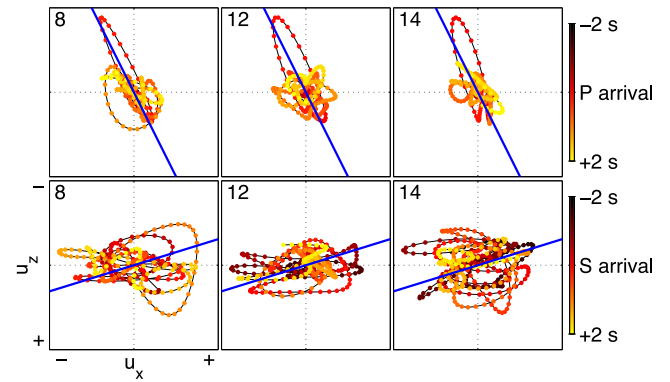 8
12
14
−2 s
P arrival
+2 s
8
12
14
−2 s
S arrival
+2 s
−
u_z
+
− u_x +